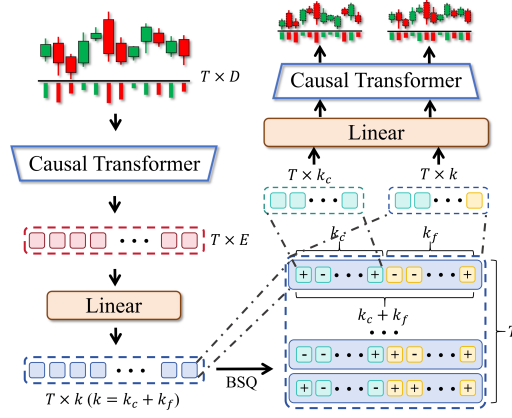 T × D
Causal Transformer
T × E
Linear
T × k (k = k_c + k_f)
BSQ
Causal Transformer
Linear
T × k_c
T × k
k_c
k_f
+ - • • • + - - • • • +
k_c + k_f
• • •
- - • • • + + - • • • +
+ - • • • - + - • • • +